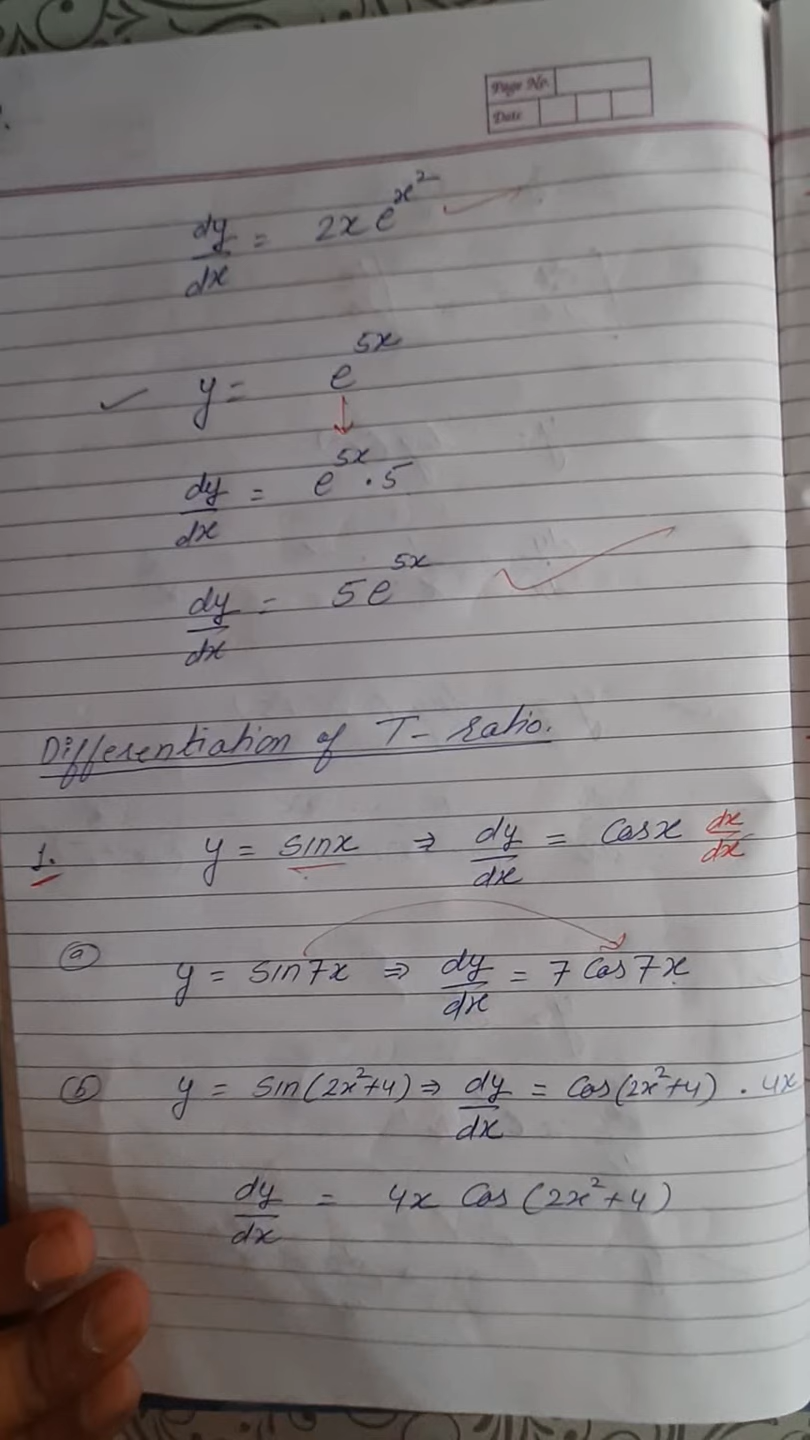 Page No.
Date
dy/dx = 2x e^x²
y = e^5x
dy/dx = e^5x . 5
dy/dx = 5e^5x
Differentiation of T- ratio.
1. y = sinx ⇒ dy/dx = Cosx dx/dx
(a) y = Sin7x ⇒ dy/dx = 7 Cos7x
(b) y = Sin(2x²+4) ⇒ dy/dx = Cos(2x²+4) . 4x
dy/dx = 4x Cos (2x²+4)